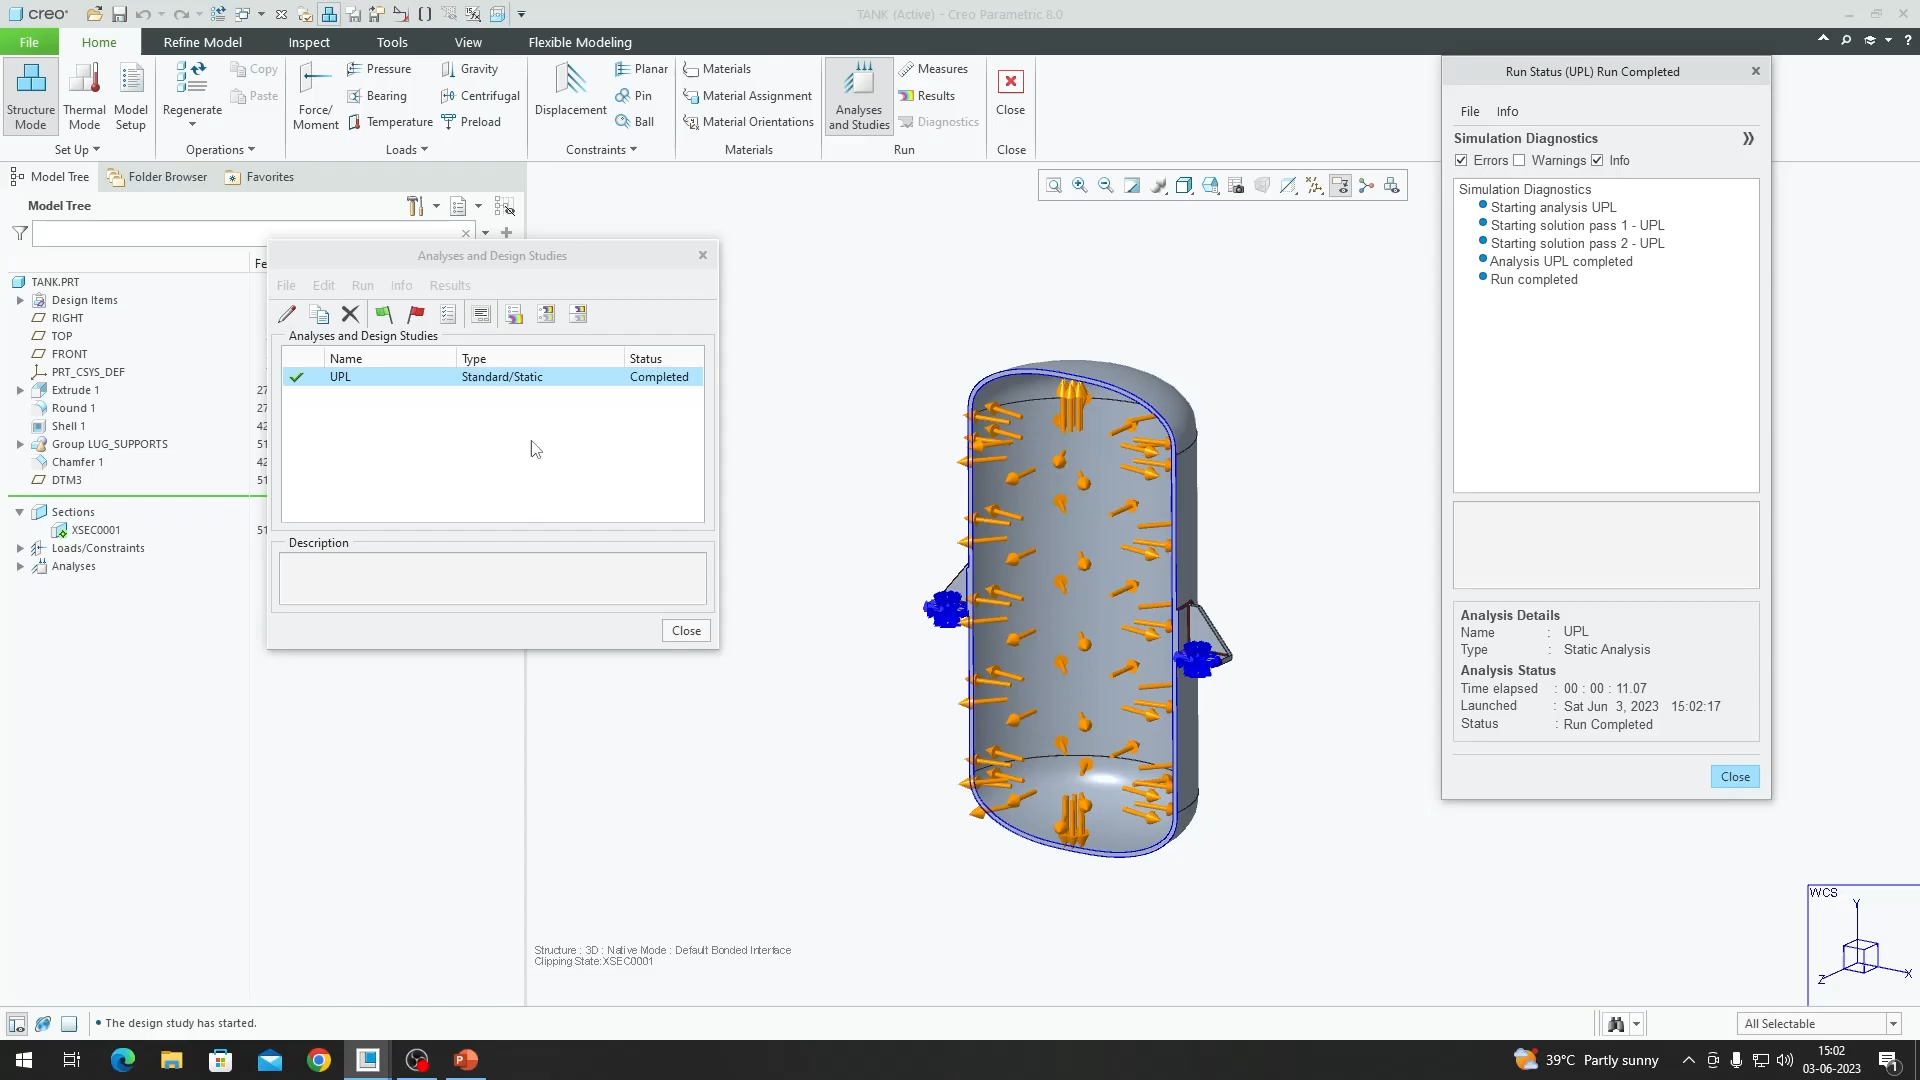 creo
TANK (Active) - Creo Parametric 8.0
File Home Refine Model Inspect Tools View Flexible Modeling
Structure Mode
Thermal Mode
Model Setup
Set Up
Regenerate
Copy
Paste
Operations
Force/Moment
Pressure
Bearing
Temperature
Gravity
Centrifugal
Preload
Loads
Displacement
Planar
Pin
Ball
Constraints
Materials
Material Assignment
Material Orientations
Materials
Analyses and Studies
Measures
Results
Diagnostics
Run
Close
Close
Model Tree Folder Browser Favorites
Model Tree
Fe
TANK.PRT
Design Items
RIGHT
TOP
FRONT
PRT_CSYS_DEF
Extrude 1 27
Round 1 27
Shell 1 42
Group LUG_SUPPORTS 51
Chamfer 1 42
DTM3 51
Sections
XSEC0001 51
Loads/Constraints
Analyses
Analyses and Design Studies
File Edit Run Info Results
Analyses and Design Studies
Name Type Status
UPL Standard/Static Completed
Description
Close
Structure : 3D : Native Mode : Default Bonded Interface
Clipping State:XSEC0001
Run Status (UPL) Run Completed
File Info
Simulation Diagnostics
Errors Warnings Info
Simulation Diagnostics
Starting analysis UPL
Starting solution pass 1 - UPL
Starting solution pass 2 - UPL
Analysis UPL completed
Run completed
Analysis Details
Name : UPL
Type : Static Analysis
Analysis Status
Time elapsed : 00 : 00 : 11.07
Launched : Sat Jun 3, 2023 15:02:17
Status : Run Completed
Close
WCS
Y
X
Z
• The design study has started.
All Selectable
39°C Partly sunny
15:02
03-06-2023
1